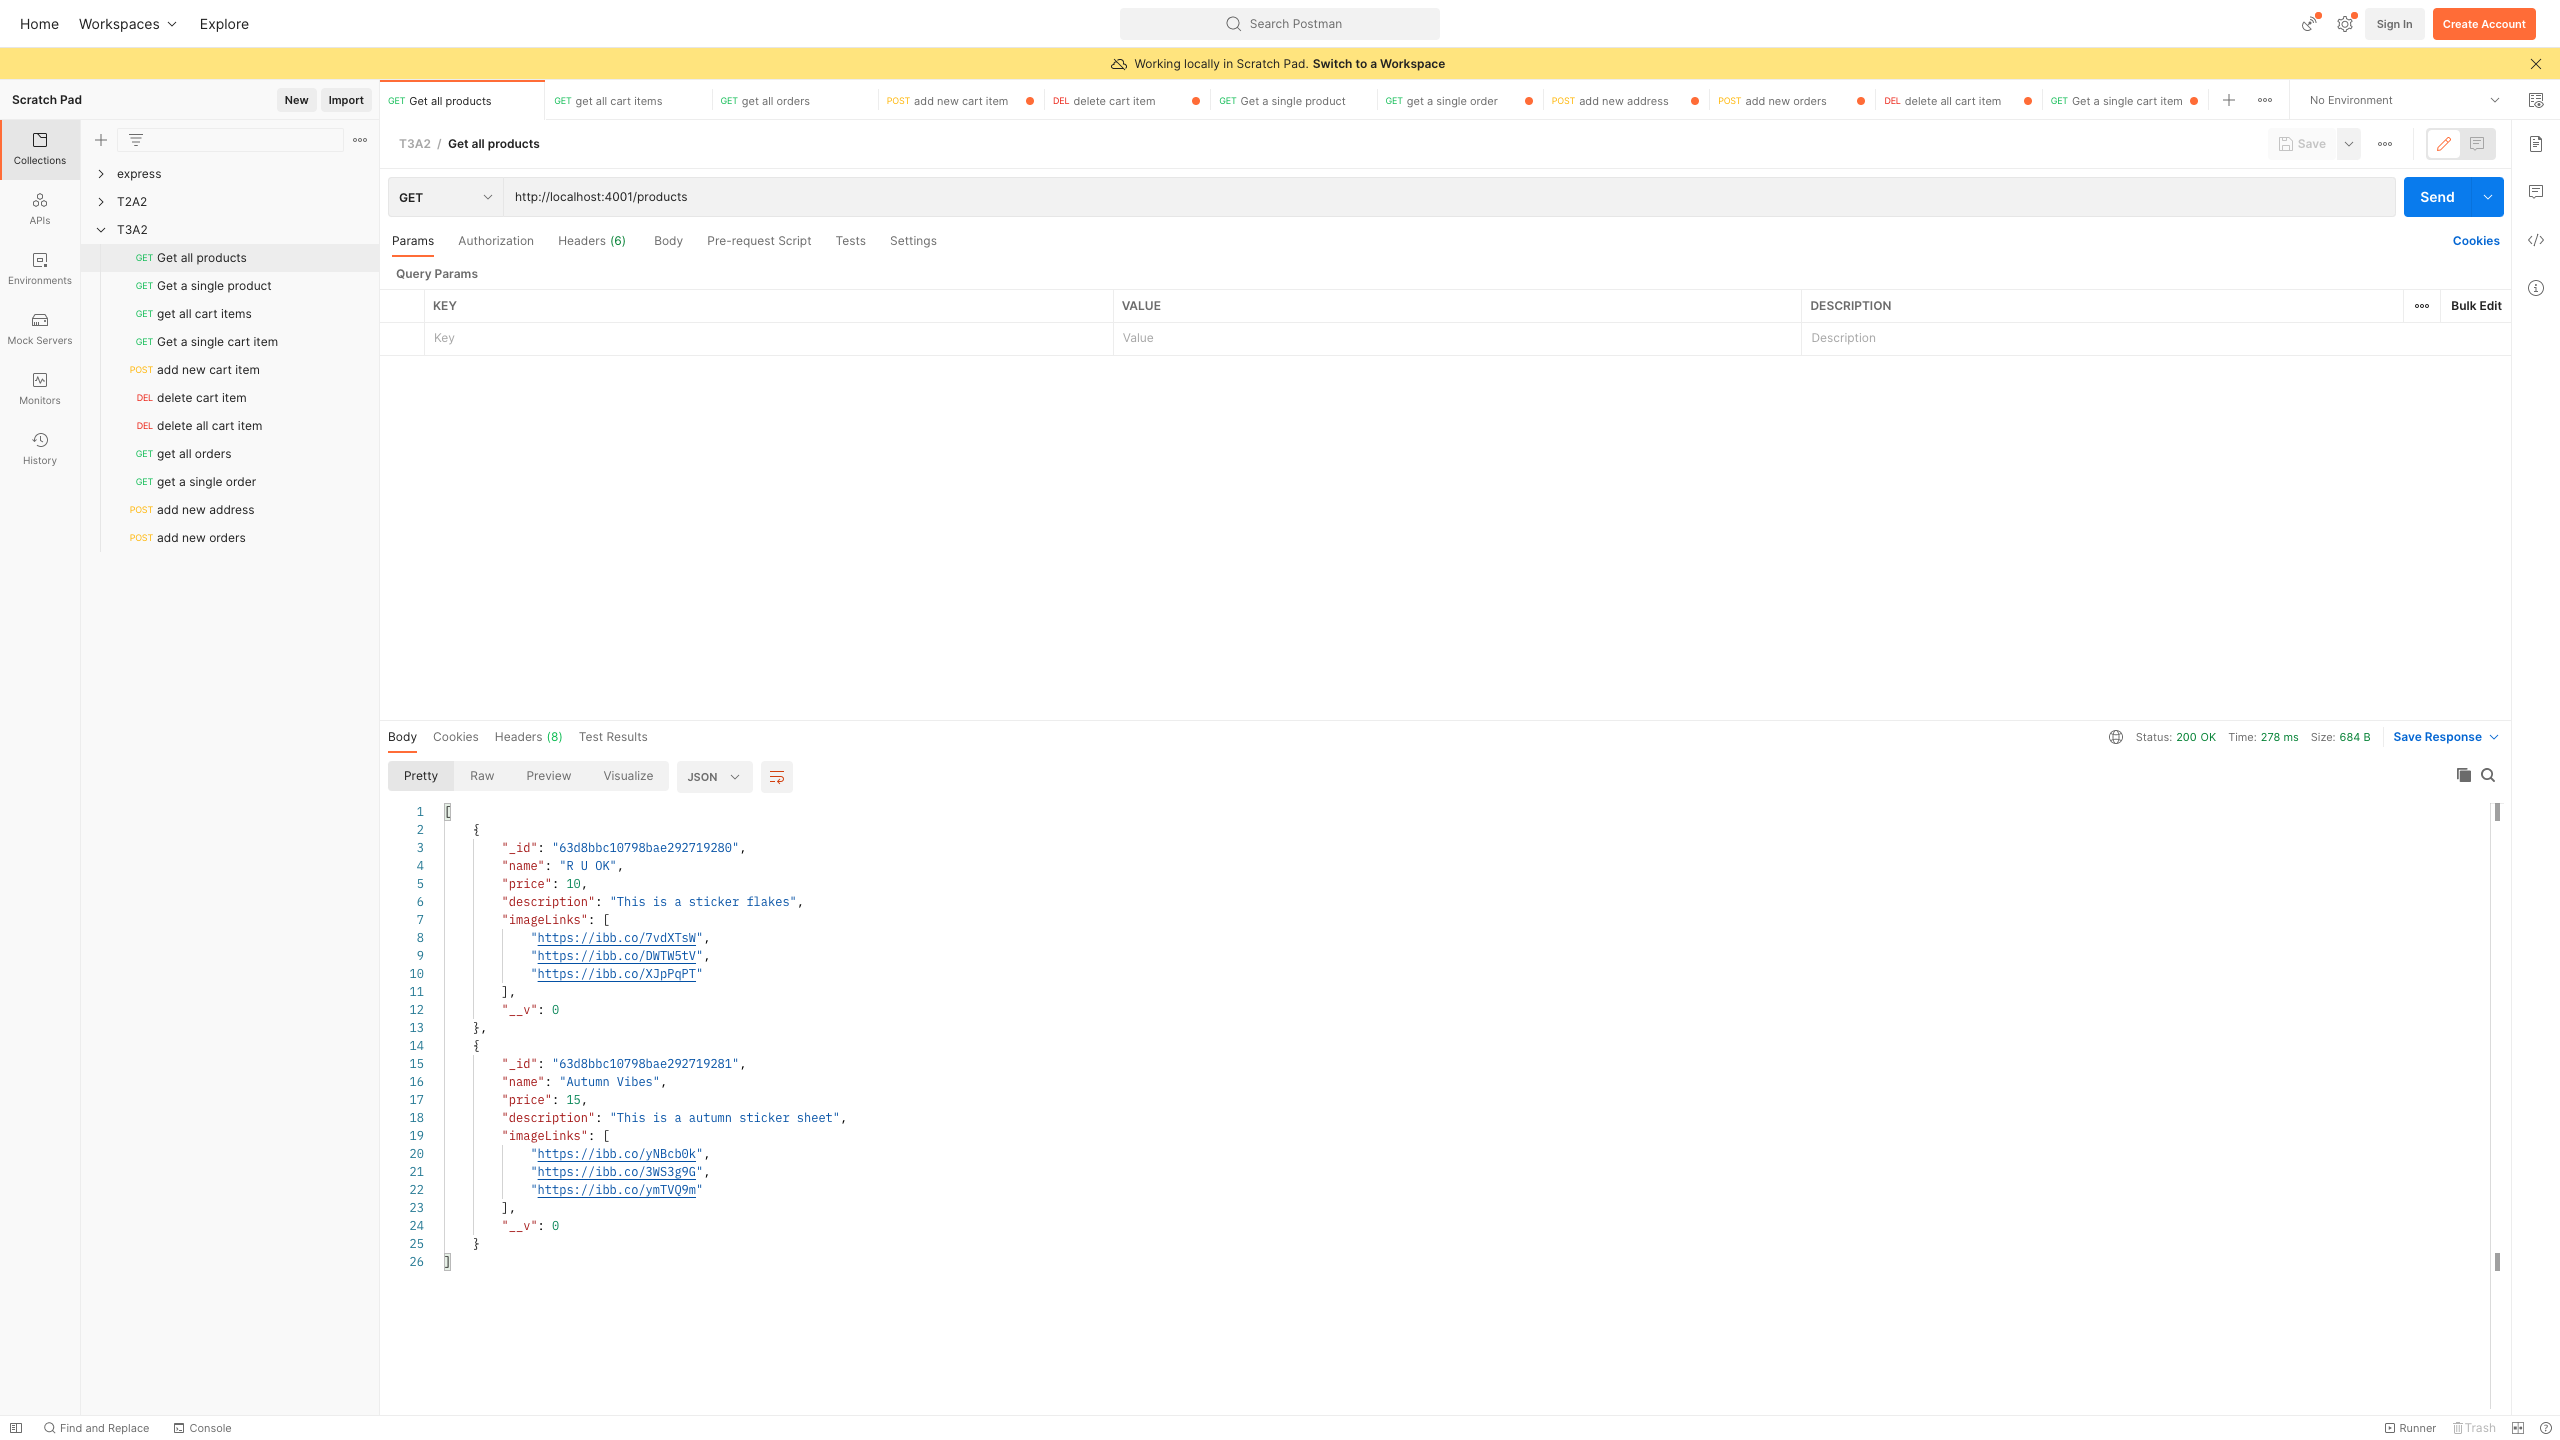 Home Workspaces Explore Search Postman Sign In Create Account
Working locally in Scratch Pad. Switch to a Workspace
Scratch Pad New Import GET Get all products GET get all cart items GET get all orders POST add new cart item DEL delete cart item GET Get a single product GET get a single order POST add new address POST add new orders DEL delete all cart item GET Get a single cart item No Environment
Collections
APIs
Environments
Mock Servers
Monitors
History
express
T2A2
T3A2
GET Get all products
GET Get a single product
GET get all cart items
GET Get a single cart item
POST add new cart item
DEL delete cart item
DEL delete all cart item
GET get all orders
GET get a single order
POST add new address
POST add new orders
T3A2 / Get all products Save
GET http://localhost:4001/products Send
Params Authorization Headers (6) Body Pre-request Script Tests Settings Cookies
Query Params
KEY VALUE DESCRIPTION Bulk Edit
Key Value Description
Body Cookies Headers (8) Test Results Status: 200 OK Time: 278 ms Size: 684 B Save Response
Pretty Raw Preview Visualize JSON
1 [
2 {
3 "_id": "63d8bbc10798bae292719280",
4 "name": "R U OK",
5 "price": 10,
6 "description": "This is a sticker flakes",
7 "imageLinks": [
8 "https://ibb.co/7vdXTsW",
9 "https://ibb.co/DWTW5tV",
10 "https://ibb.co/XJpPqPT"
11 ],
12 "__v": 0
13 },
14 {
15 "_id": "63d8bbc10798bae292719281",
16 "name": "Autumn Vibes",
17 "price": 15,
18 "description": "This is a autumn sticker sheet",
19 "imageLinks": [
20 "https://ibb.co/yNBcb0k",
21 "https://ibb.co/3WS3g9G",
22 "https://ibb.co/ymTVQ9m"
23 ],
24 "__v": 0
25 }
26 ]
Find and Replace Console Runner Trash